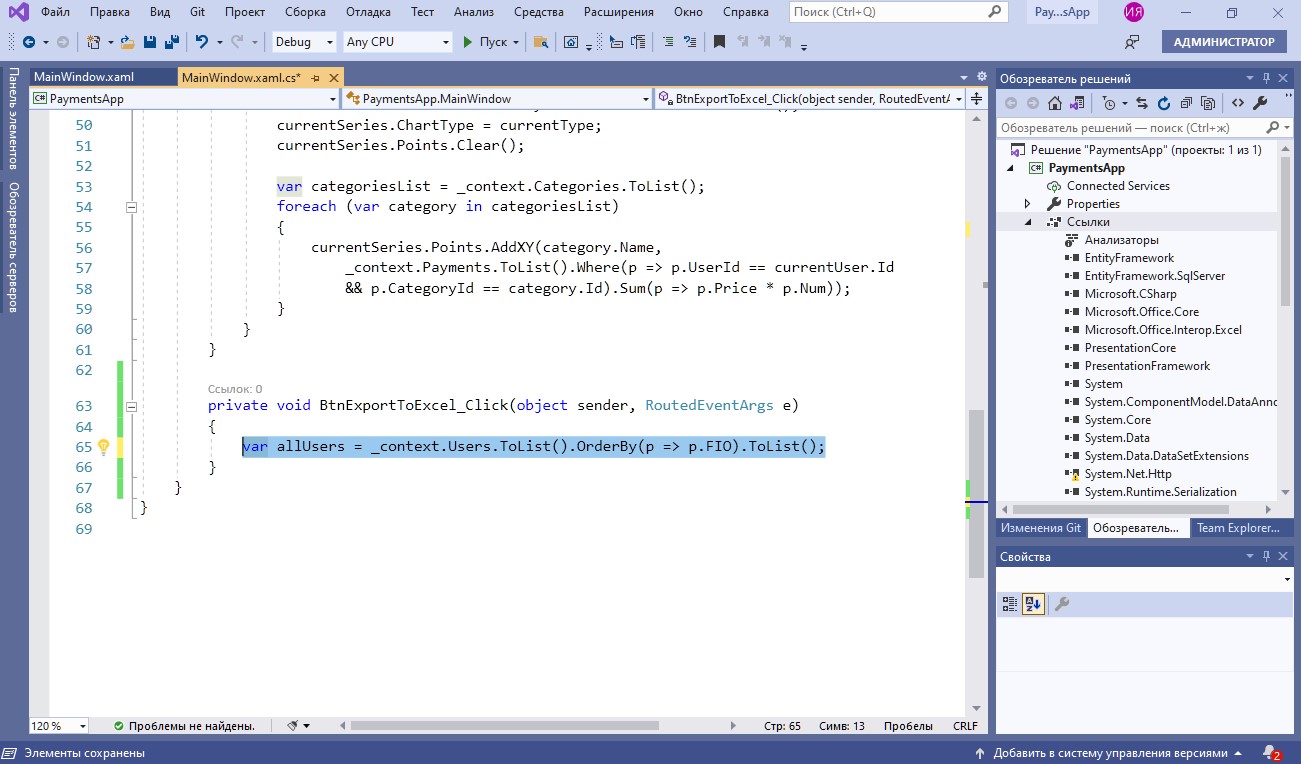 Файл Правка Вид Git Проект Сборка Отладка Тест Анализ Средства Расширения Окно Справка Поиск (Ctrl+Q) Pay...sApp ИЯ
Debug Any CPU Пуск АДМИНИСТРАТОР
Панель элементов
Обозреватель серверов
MainWindow.xaml MainWindow.xaml.cs*
PaymentsApp PaymentsApp.MainWindow BtnExportToExcel_Click(object sender, RoutedEventA
50 currentSeries.ChartType = currentType;
51 currentSeries.Points.Clear();
52
53 var categoriesList = _context.Categories.ToList();
54 foreach (var category in categoriesList)
55 {
56 currentSeries.Points.AddXY(category.Name,
57 _context.Payments.ToList().Where(p => p.UserId == currentUser.Id
58 && p.CategoryId == category.Id).Sum(p => p.Price * p.Num));
59 }
60 }
61 }
62
Ссылок: 0
63 private void BtnExportToExcel_Click(object sender, RoutedEventArgs e)
64 {
65 var allUsers = _context.Users.ToList().OrderBy(p => p.FIO).ToList();
66 }
67 }
68 }
69
120 % Проблемы не найдены. Стр: 65 Симв: 13 Пробелы CRLF
Обозреватель решений
Обозреватель решений — поиск (Ctrl+ж)
Решение "PaymentsApp" (проекты: 1 из 1)
C# PaymentsApp
Connected Services
Properties
Ссылки
Анализаторы
EntityFramework
EntityFramework.SqlServer
Microsoft.CSharp
Microsoft.Office.Core
Microsoft.Office.Interop.Excel
PresentationCore
PresentationFramework
System
System.ComponentModel.DataAnno
System.Core
System.Data
System.Data.DataSetExtensions
System.Net.Http
System.Runtime.Serialization
Изменения Git Обозреватель... Team Explorer...
Свойства
Элементы сохранены Добавить в систему управления версиями 2